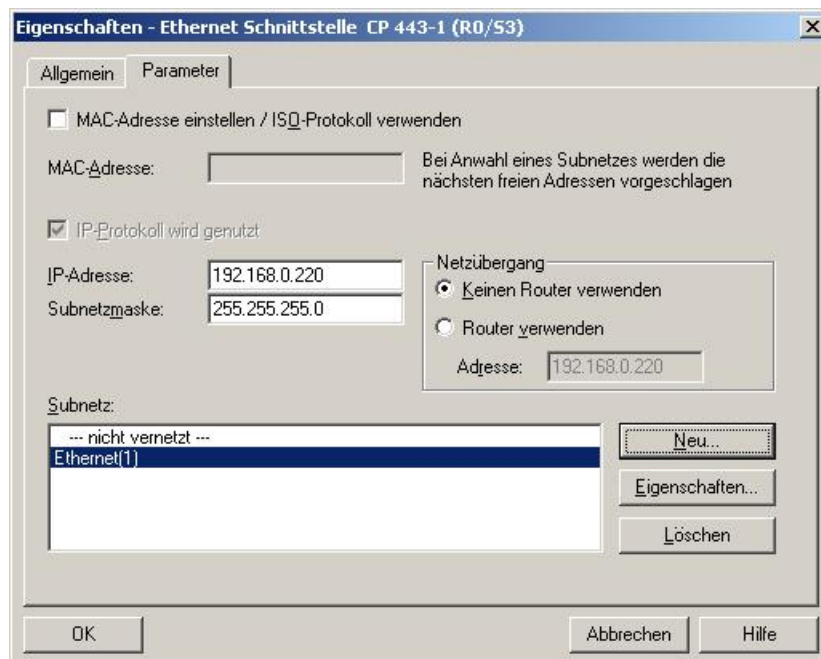 Eigenschaften - Ethernet Schnittstelle CP 443-1 (R0/S3)
Allgemein
Parameter
MAC-Adresse einstellen / ISO-Protokoll verwenden
MAC-Adresse:
Bei Anwahl eines Subnetzes werden die
nächsten freien Adressen vorgeschlagen
IP-Protokoll wird genutzt
IP-Adresse:
192.168.0.220
Subnetzmaske:
255.255.255.0
Netzübergang
Keinen Router verwenden
Router verwenden
Adresse:
192.168.0.220
Subnetz:
--- nicht vernetzt ---
Ethernet(1)
Neu...
Eigenschaften...
Löschen
OK
Abbrechen
Hilfe